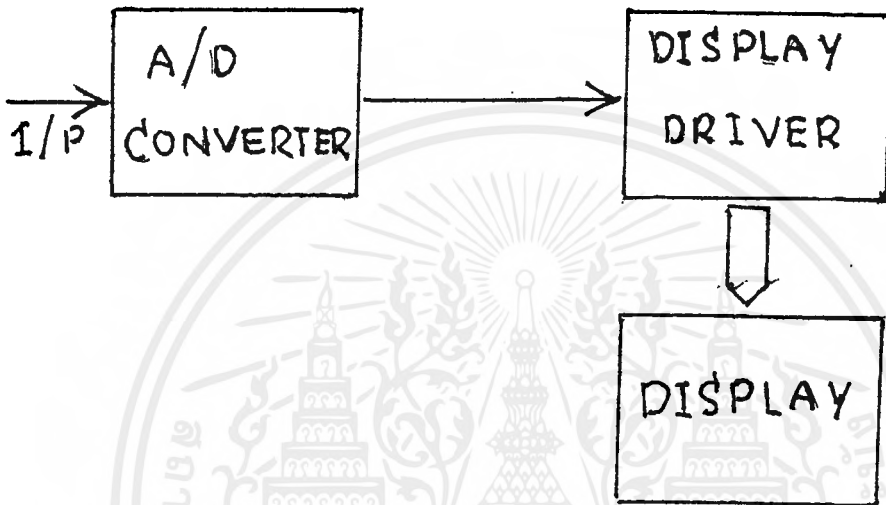 A/D
CONVERTER
I/P
DISPLAY
DRIVER
DISPLAY